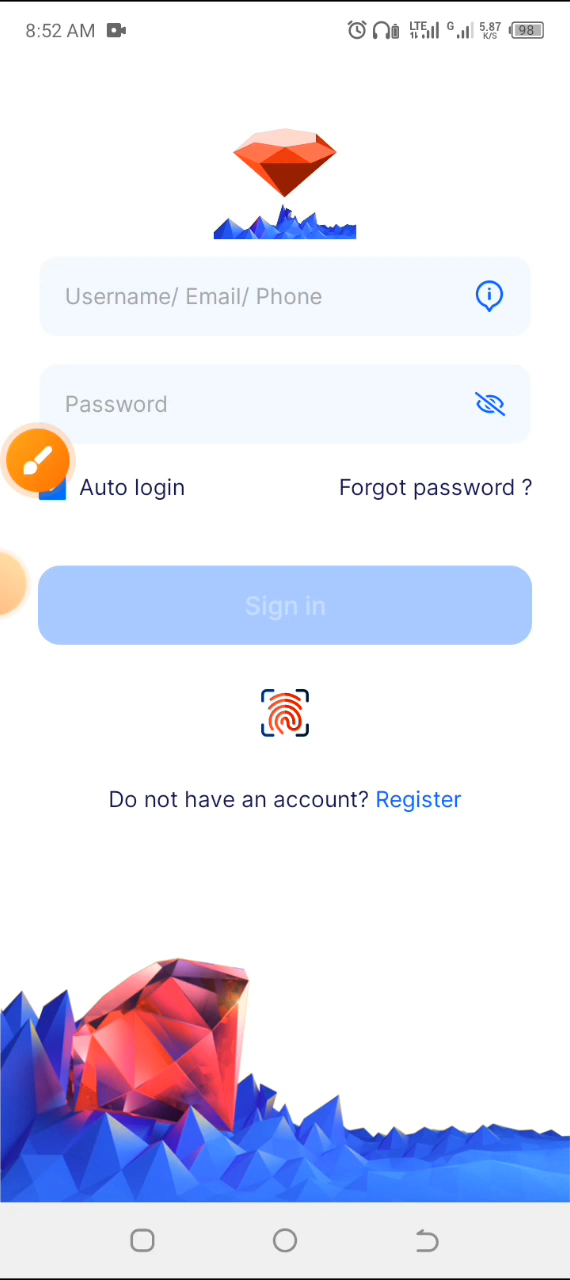 8:52 AM LTE G 5.87 K/S 98
Username/ Email/ Phone
Password
Auto login Forgot password ?
Sign in
Do not have an account? Register